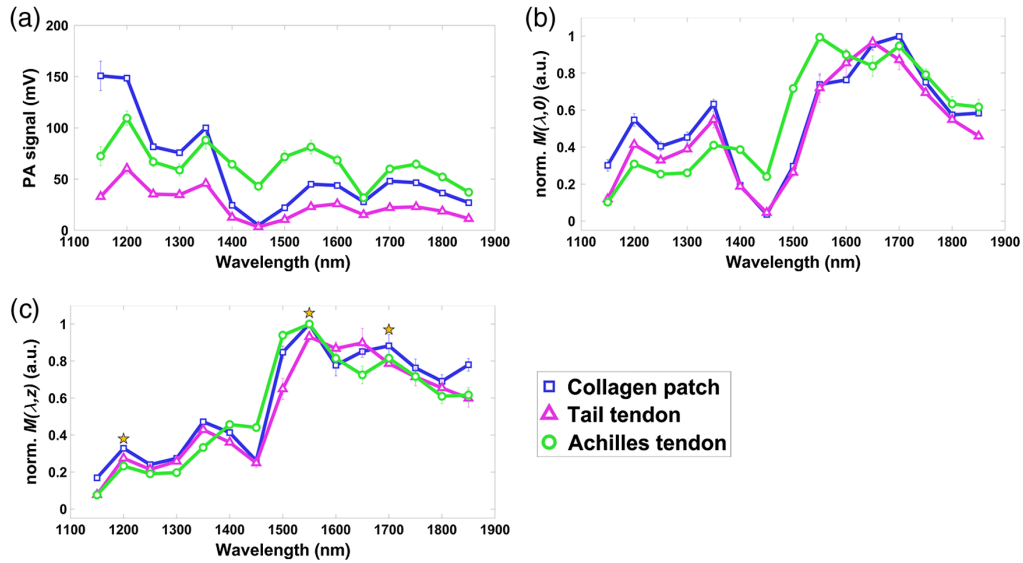 (a)
PA signal (mV)
200
150
100
50
0
1100 1200 1300 1400 1500 1600 1700 1800 1900
Wavelength (nm)
(b)
norm. M(λ,0) (a.u.)
1
0.8
0.6
0.4
0.2
0
1100 1200 1300 1400 1500 1600 1700 1800 1900
Wavelength (nm)
(c)
norm. M(λ,z) (a.u.)
1
0.8
0.6
0.4
0.2
0
1100 1200 1300 1400 1500 1600 1700 1800 1900
Wavelength (nm)
Collagen patch
Tail tendon
Achilles tendon